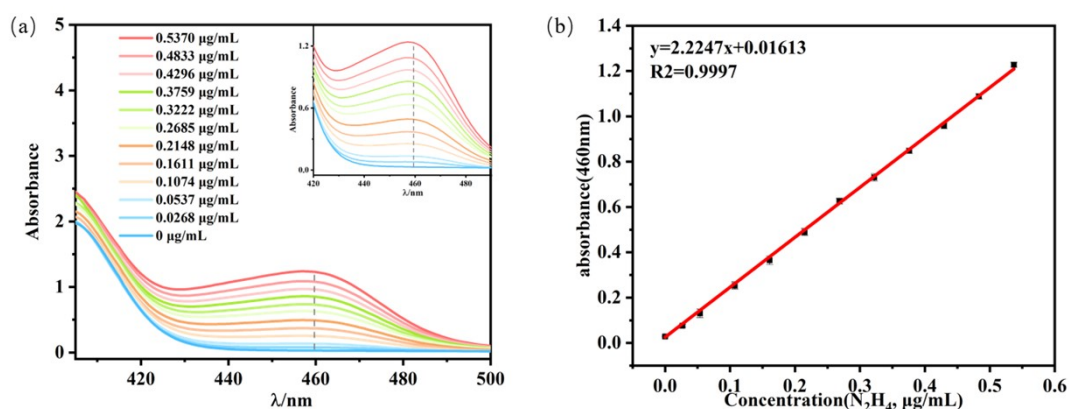 (a)
Absorbance
5
4
3
2
1
0
0.5370 μg/mL
0.4833 μg/mL
0.4296 μg/mL
0.3759 μg/mL
0.3222 μg/mL
0.2685 μg/mL
0.2148 μg/mL
0.1611 μg/mL
0.1074 μg/mL
0.0537 μg/mL
0.0268 μg/mL
0 μg/mL
420 440 460 480 500
λ/nm
Absorbance
1.2
0.6
0.0
420 440 460 480
λ/nm
(b)
y=2.2247x+0.01613
R2=0.9997
absorbance(460nm)
1.4
1.2
1.0
0.8
0.6
0.4
0.2
0.0
0.0 0.1 0.2 0.3 0.4 0.5 0.6
Concentration(N₂H₄, μg/mL)